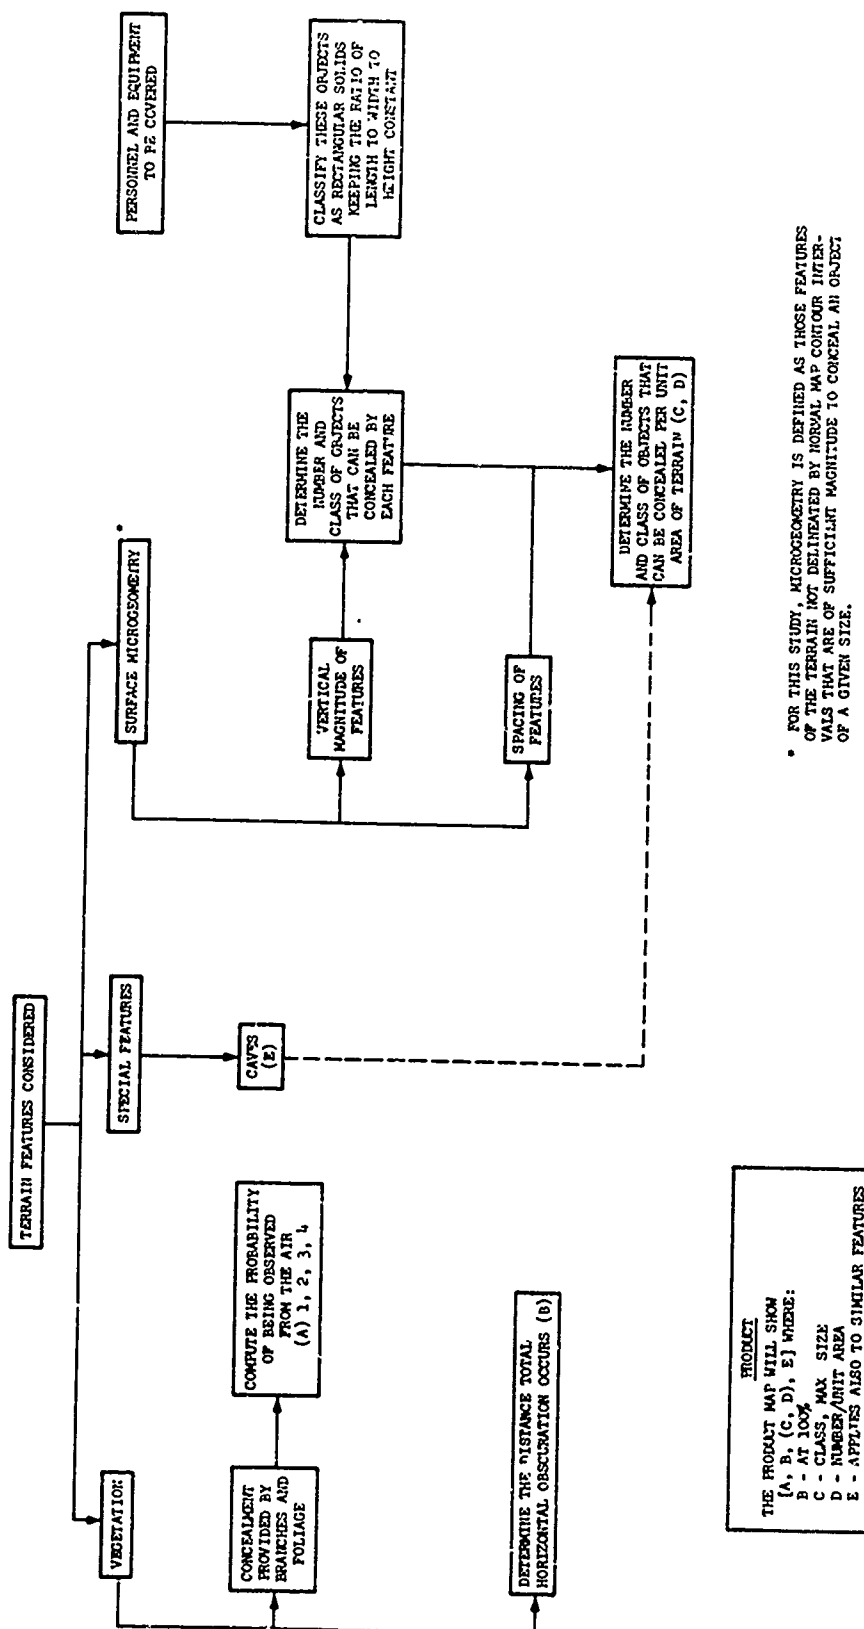 TERRAIN FEATURES CONSIDERED
VEGETATION
SPECIAL FEATURES
SURFACE MICROGEOMETRY *
PERSONNEL AND EQUIPMENT
TO BE COVERED
CONCEALMENT
PROVIDED BY
BRANCHES AND
FOLIAGE
COMPUTE THE PROBABILITY
OF BEING OBSERVED
FROM THE AIR
(A) 1, 2, 3, 4
CAVES
(E)
VERTICAL
MAGNITUDE OF
FEATURES
DETERMINE THE
NUMBER AND
CLASS OF OBJECTS
THAT CAN BE
CONCEALED BY
EACH FEATURE
CLASSIFY THESE OBJECTS
AS RECTANGULAR SOLIDS
KEEPING THE RATIO OF
LENGTH TO WIDTH TO
HEIGHT CONSTANT
DETERMINE THE DISTANCE TOTAL
HORIZONTAL OBSCURATION OCCURS (B)
SPACING OF
FEATURES
DETERMINE THE NUMBER
AND CLASS OF OBJECTS THAT
CAN BE CONCEALEL PER UNIT
AREA OF TERRAIN (C, D)
PRODUCT
THE PRODUCT MAP WILL SHOW
[A, B, (C, D), E] WHERE:
B - AT 100%
C - CLASS, MAX SIZE
D - NUMBER/UNIT AREA
E - APPLIES ALSO TO SIMILAR FEATURES
* FOR THIS STUDY, MICROGEOMETRY IS DEFINED AS THOSE FEATURES
OF THE TERRAIN NOT DELINEATED BY NORMAL MAP CONTOUR INTER-
VALS THAT ARE OF SUFFICIENT MAGNITUDE TO CONCEAL AN OBJECT
OF A GIVEN SIZE.